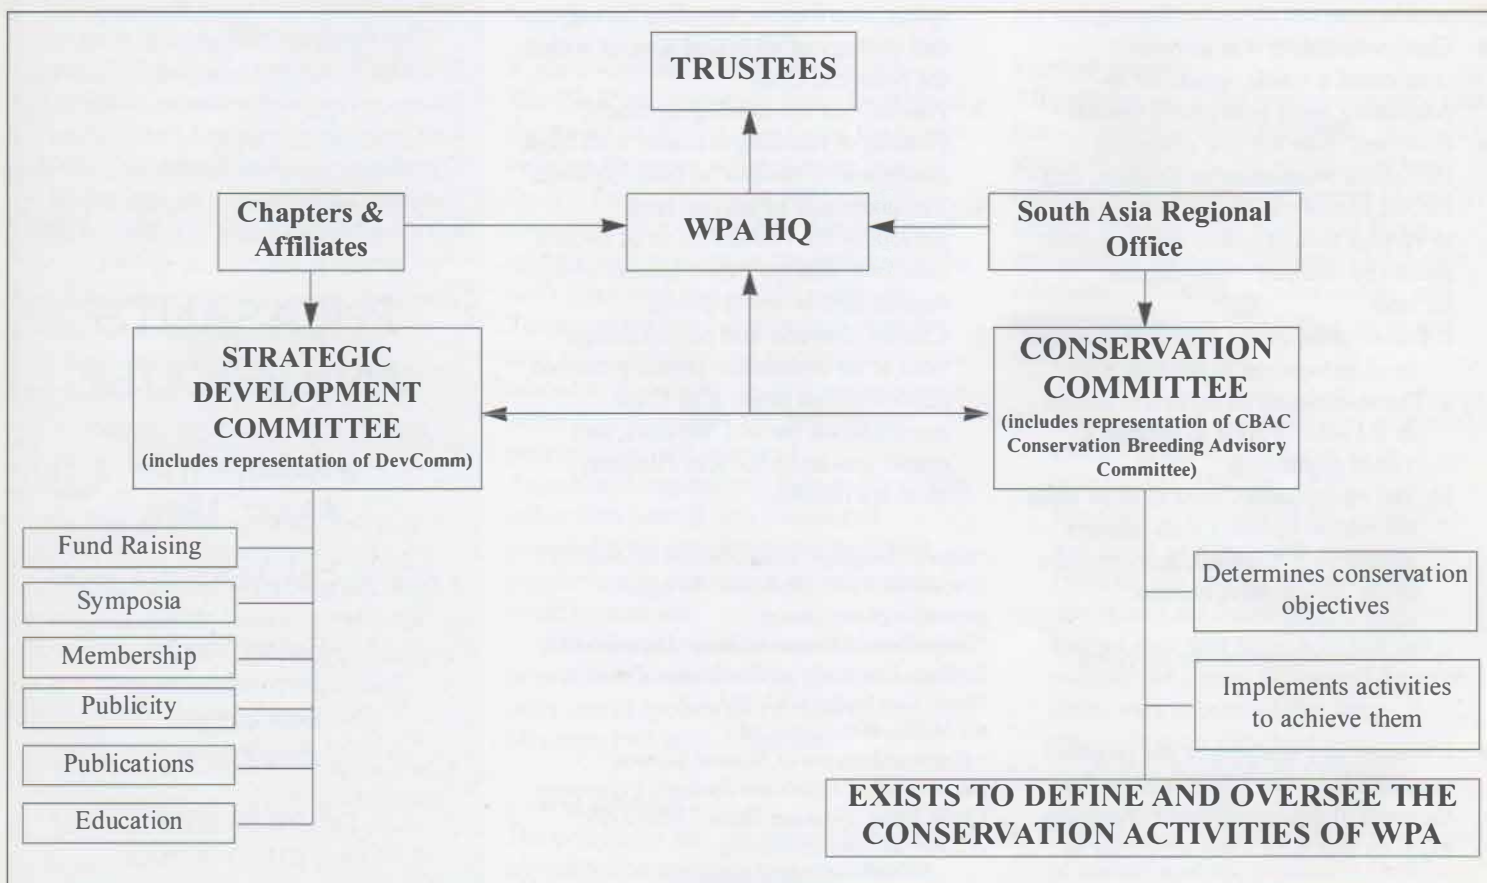 TRUSTEES
Chapters &
Affiliates
WPA HQ
South Asia Regional
Office
STRATEGIC
DEVELOPMENT
COMMITTEE
(includes representation of DevComm)
CONSERVATION
COMMITTEE
(includes representation of CBAC
Conservation Breeding Advisory
Committee)
Fund Raising
Symposia
Membership
Publicity
Publications
Education
Determines conservation
objectives
Implements activities
to achieve them
EXISTS TO DEFINE AND OVERSEE THE
CONSERVATION ACTIVITIES OF WPA